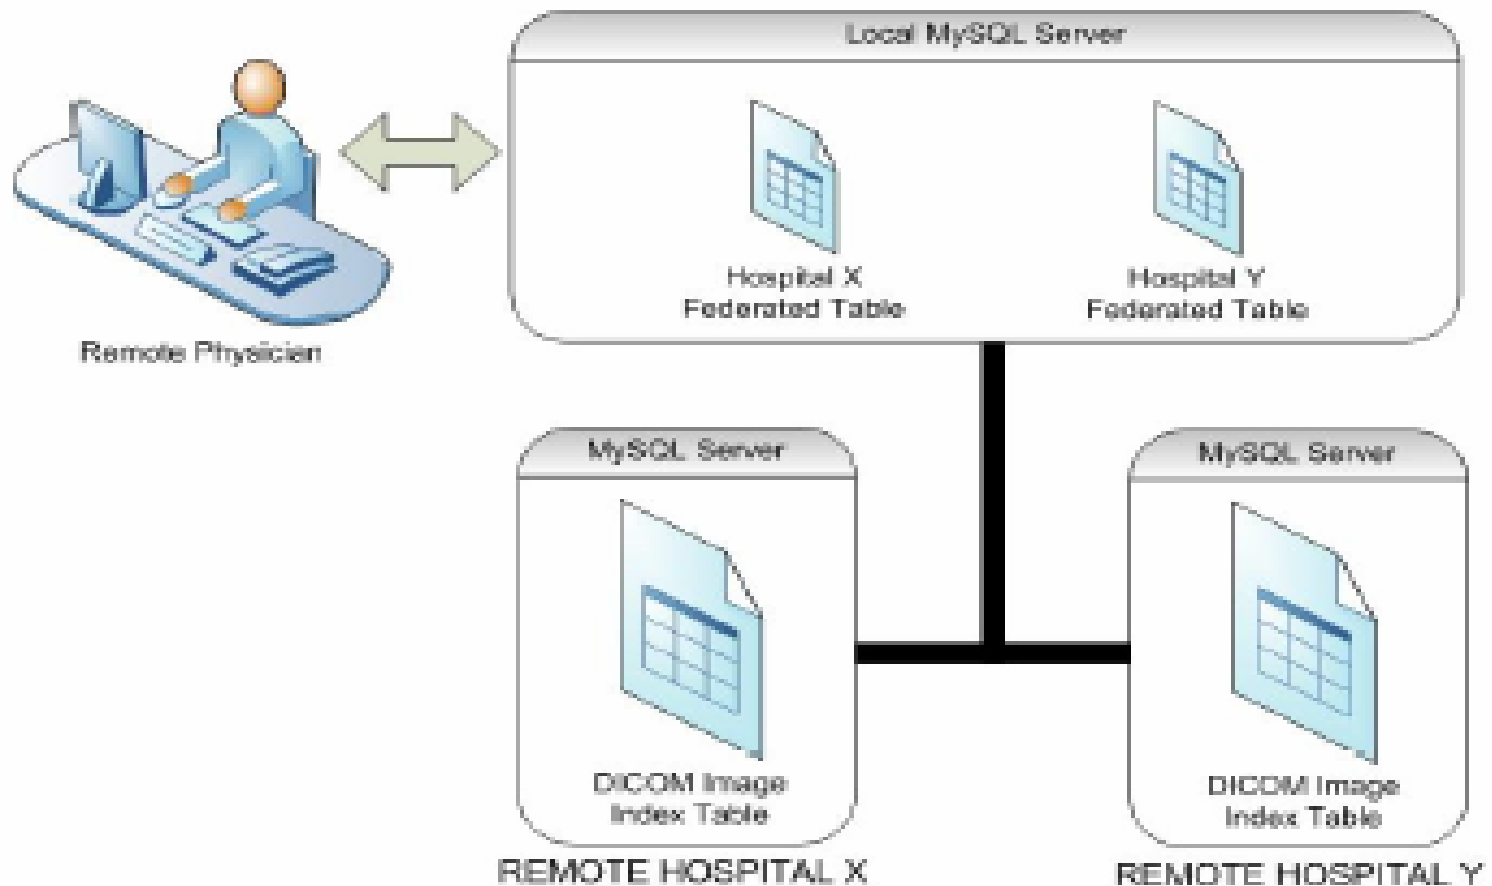 Local MySQL Server
Hospital X
Federated Table
Hospital Y
Federated Table
Remote Physician
MySQL Server
DICOM Image
Index Table
REMOTE HOSPITAL X
MySQL Server
DICOM Image
Index Table
REMOTE HOSPITAL Y